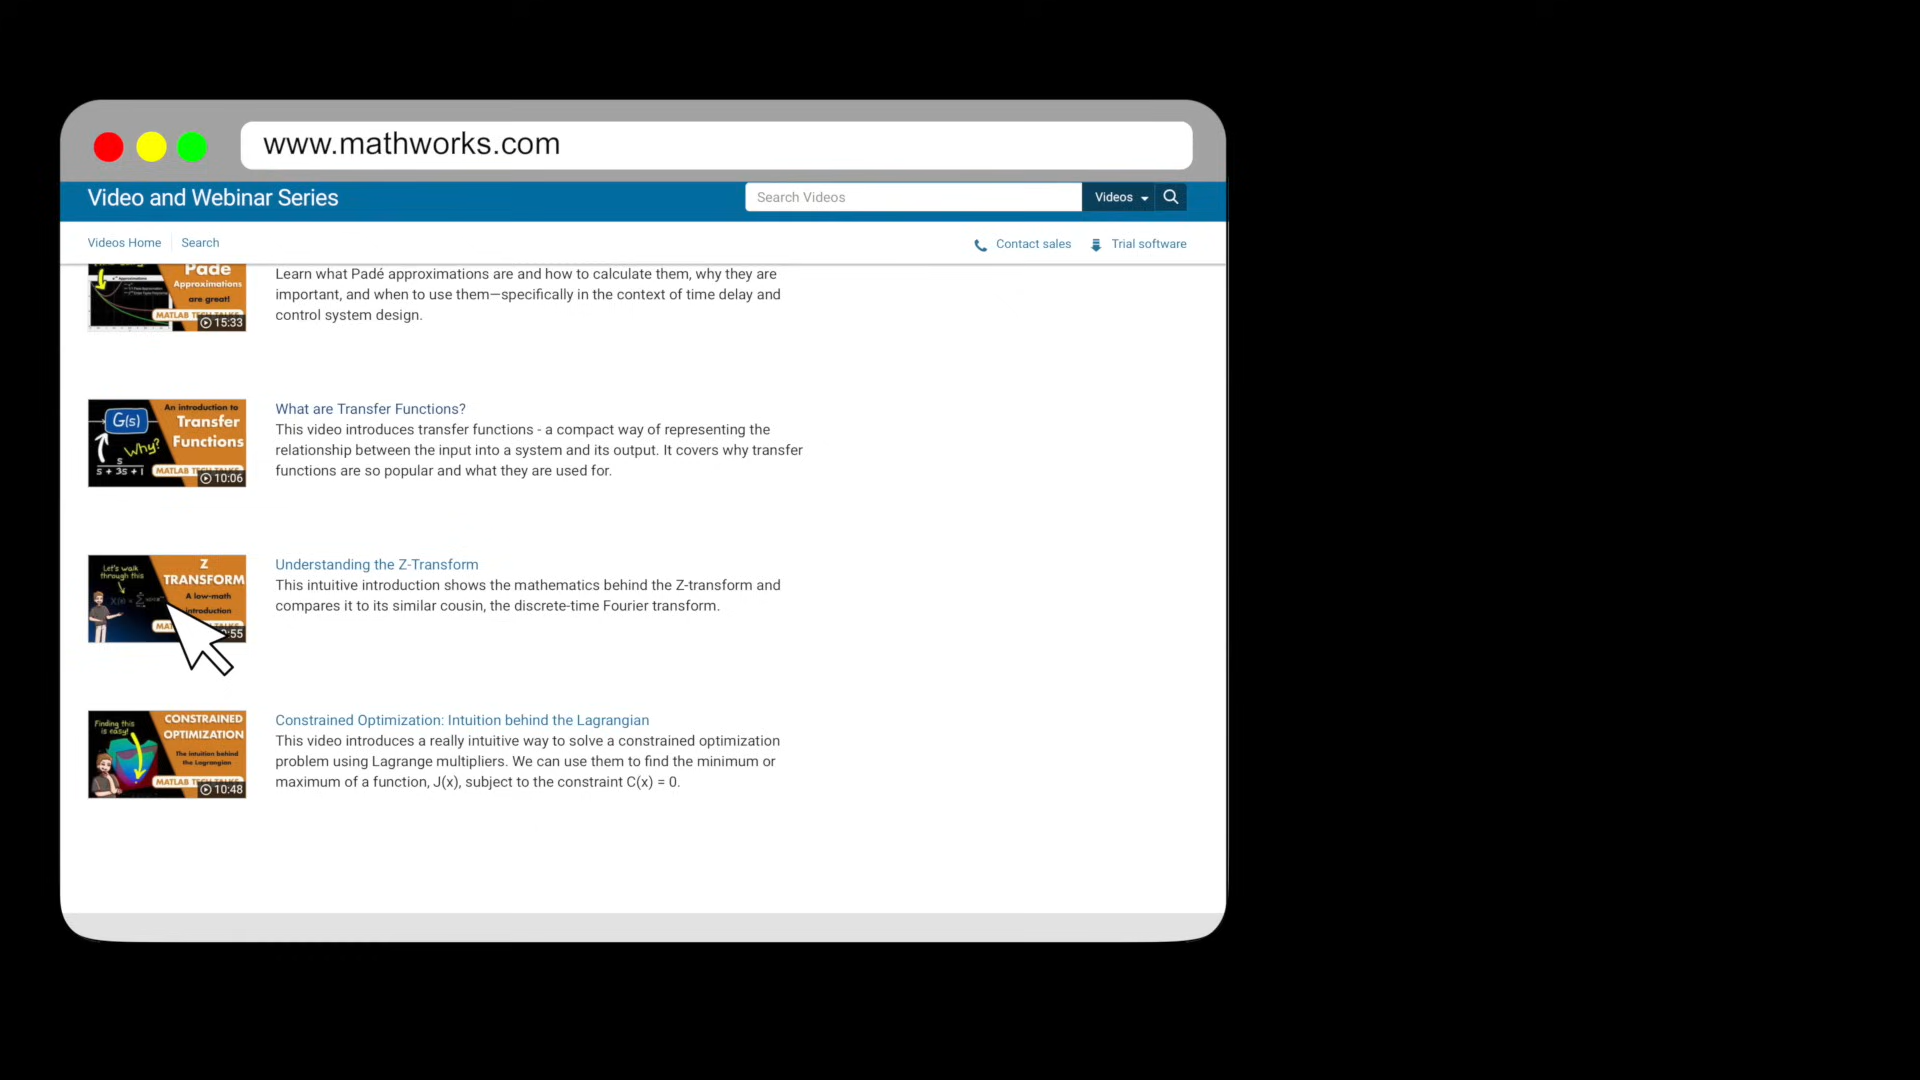 www.mathworks.com
Video and Webinar Series
Search Videos
Videos
Videos Home
Search
Contact sales
Trial software
Padé
Approximations
are great!
15:33
Learn what Padé approximations are and how to calculate them, why they are
important, and when to use them—specifically in the context of time delay and
control system design.
An introduction to
Transfer
Functions
G(s)
Why?
s
s + 3s + 1
MATLAB
10:06
What are Transfer Functions?
This video introduces transfer functions - a compact way of representing the
relationship between the input into a system and its output. It covers why transfer
functions are so popular and what they are used for.
Let's walk
through this
Z
TRANSFORM
A low-math
introduction
:55
Understanding the Z-Transform
This intuitive introduction shows the mathematics behind the Z-transform and
compares it to its similar cousin, the discrete-time Fourier transform.
Finding this
is easy!
CONSTRAINED
OPTIMIZATION
The intuition behind
the Lagrangian
MATLAB TECH TALKS
10:48
Constrained Optimization: Intuition behind the Lagrangian
This video introduces a really intuitive way to solve a constrained optimization
problem using Lagrange multipliers. We can use them to find the minimum or
maximum of a function, J(x), subject to the constraint C(x) = 0.